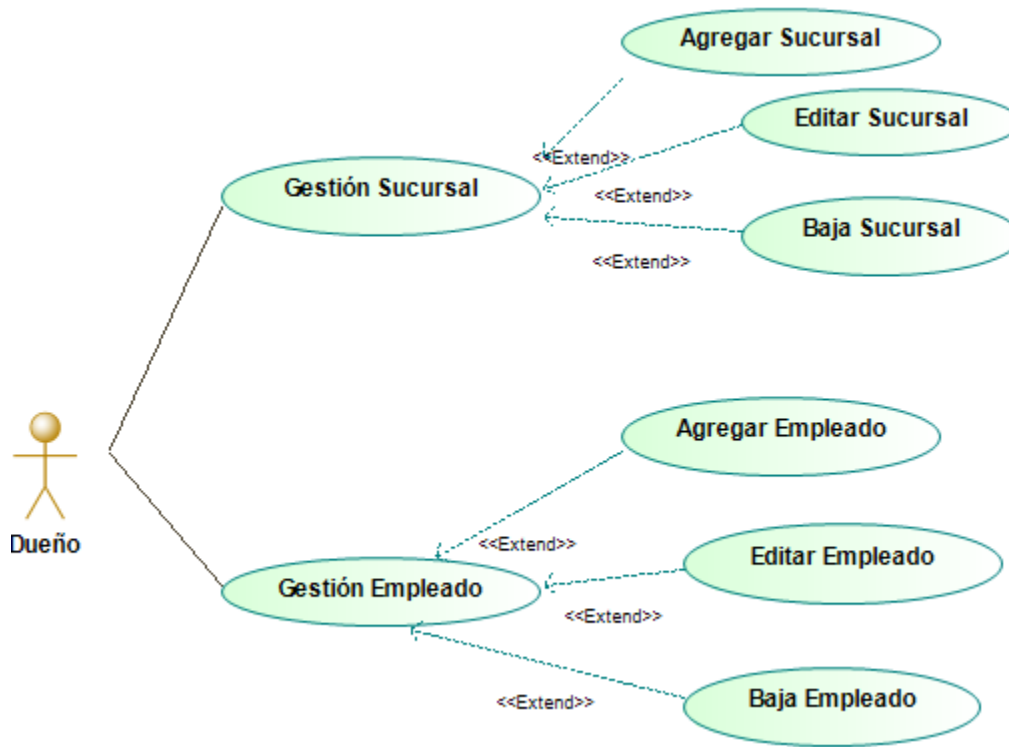 Agregar Sucursal
Editar Sucursal
<<Extend>>
Gestión Sucursal
<<Extend>>
Baja Sucursal
<<Extend>>
Agregar Empleado
Dueño
<<Extend>>
Editar Empleado
Gestión Empleado
<<Extend>>
<<Extend>>
Baja Empleado